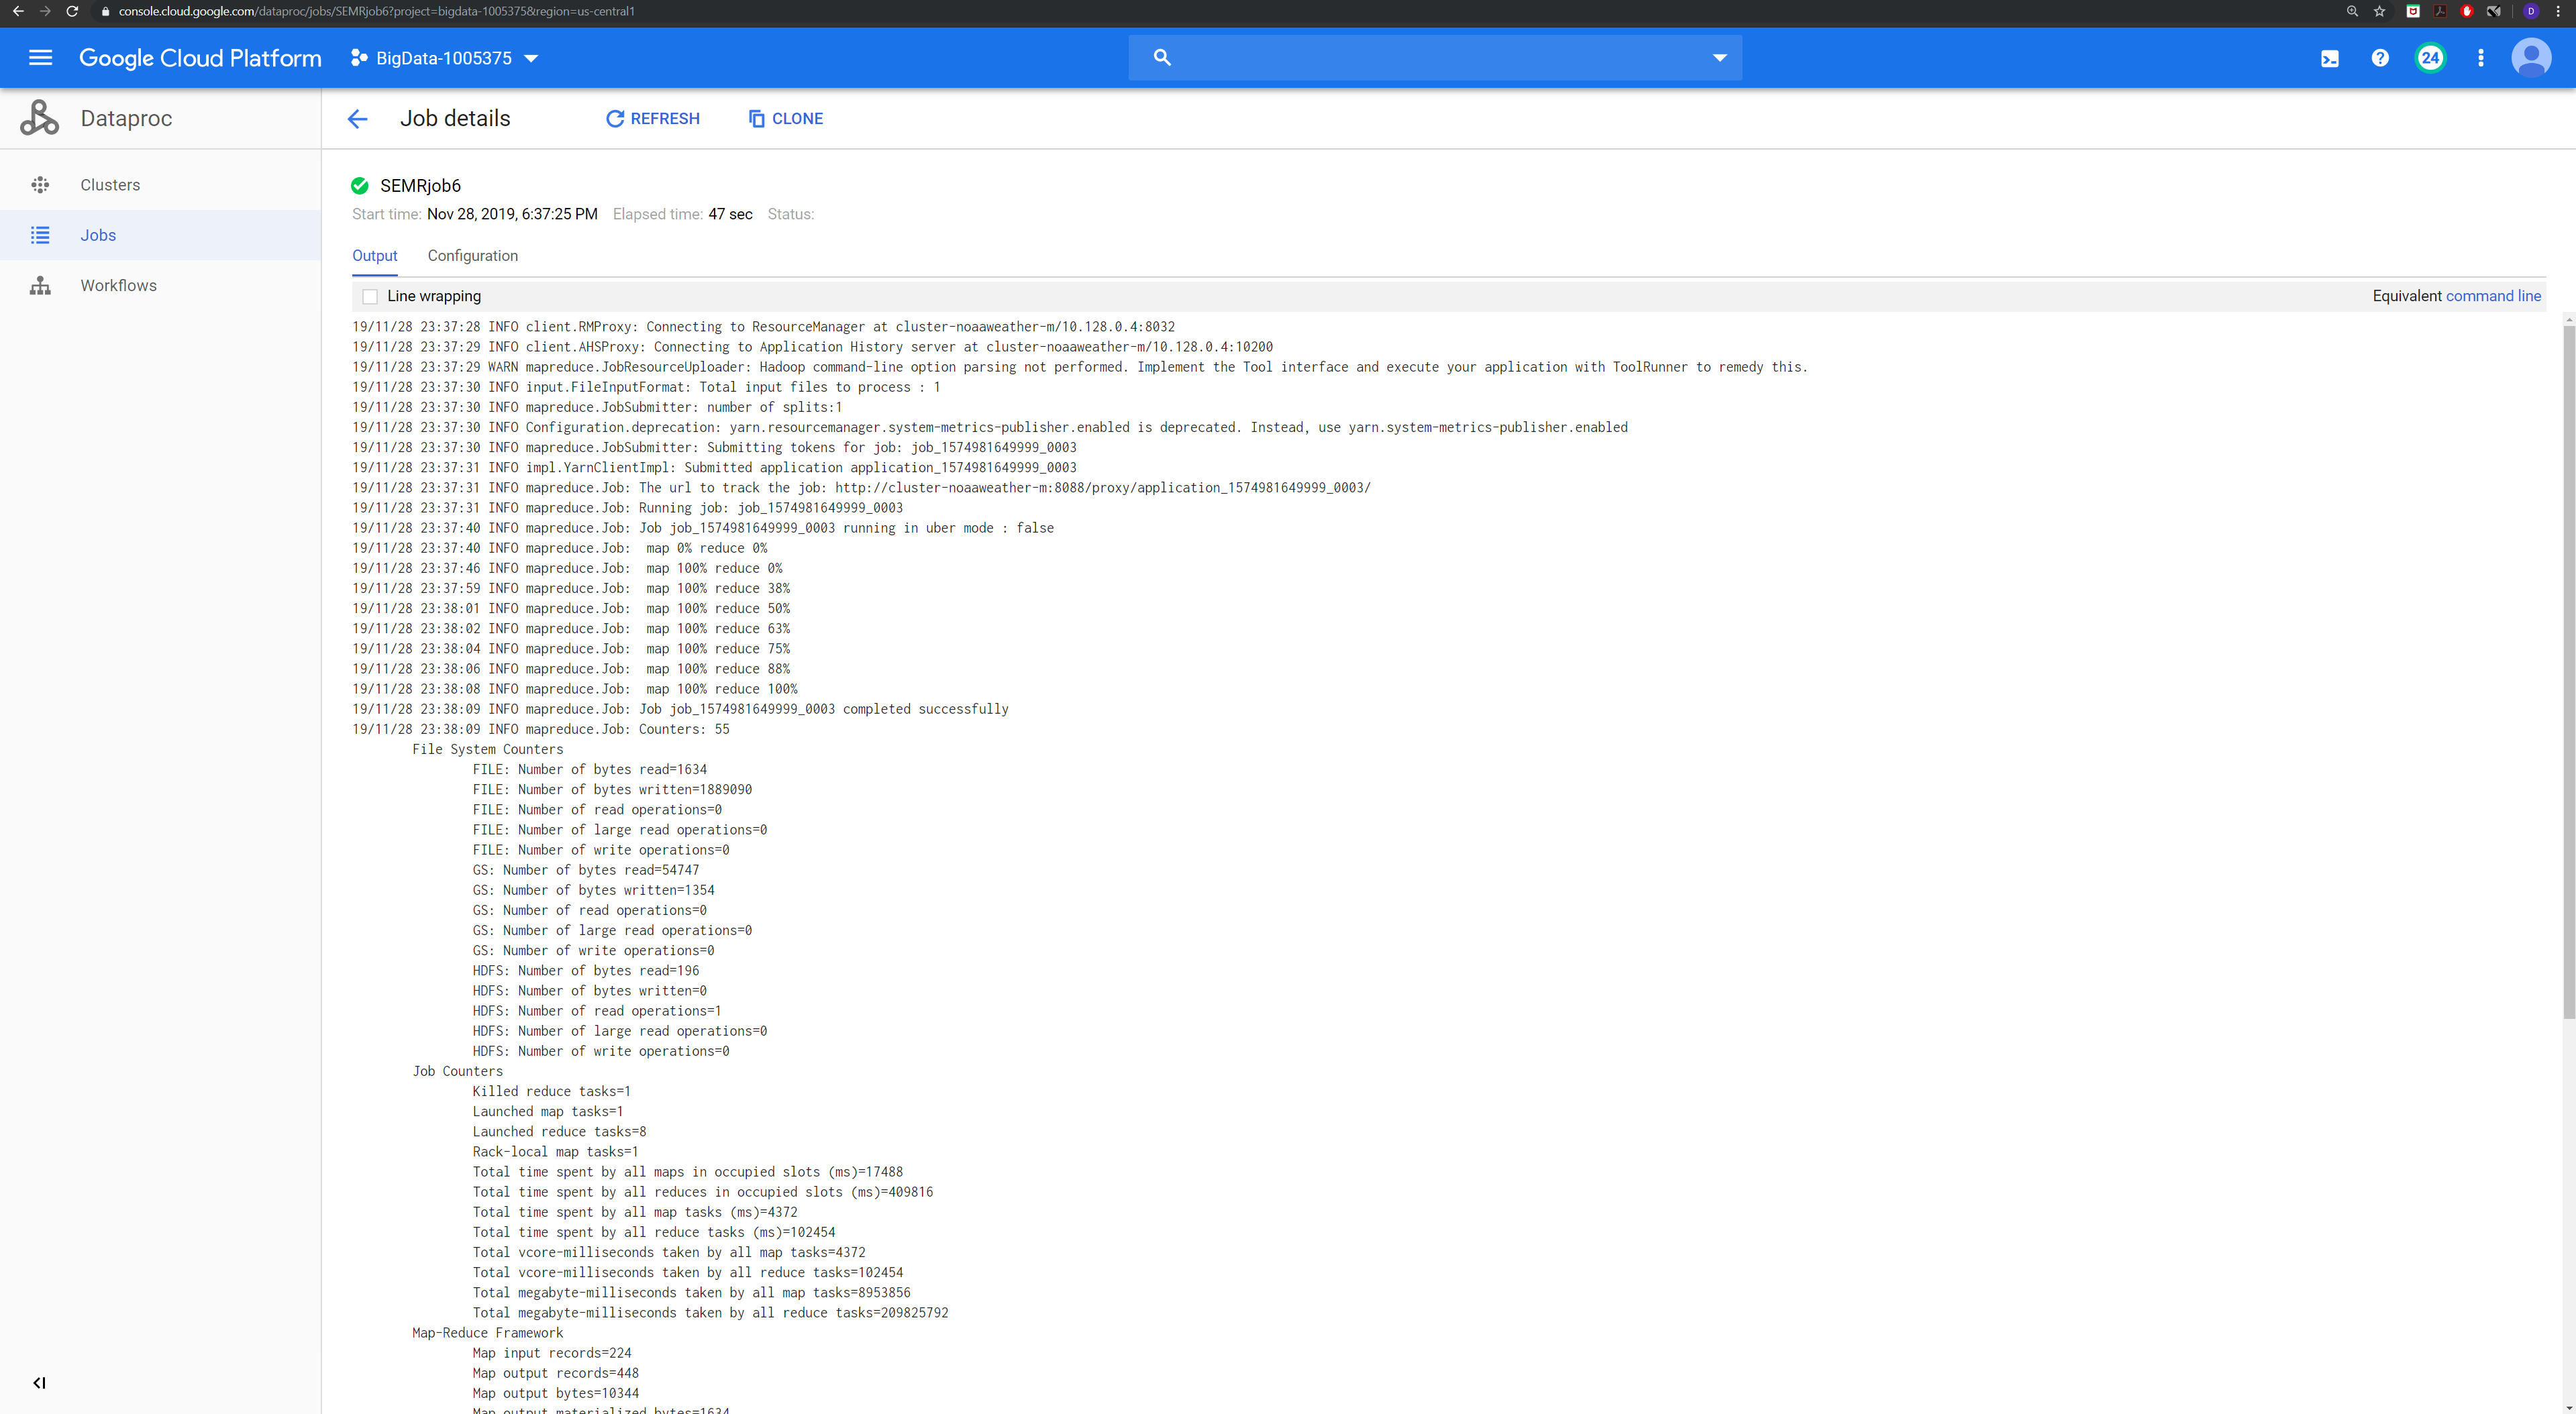 console.cloud.google.com/dataproc/jobs/SEMRjob6?project=bigdata-1005375&region=us-central1
D
Google Cloud Platform BigData-1005375 24
Dataproc
Job details REFRESH CLONE
Clusters
Jobs
Workflows
SEMRjob6
Start time: Nov 28, 2019, 6:37:25 PM Elapsed time: 47 sec Status:
Output Configuration
Line wrapping Equivalent command line
19/11/28 23:37:28 INFO client.RMProxy: Connecting to ResourceManager at cluster-noaaweather-m/10.128.0.4:8032
19/11/28 23:37:29 INFO client.AHSProxy: Connecting to Application History server at cluster-noaaweather-m/10.128.0.4:10200
19/11/28 23:37:29 WARN mapreduce.JobResourceUploader: Hadoop command-line option parsing not performed. Implement the Tool interface and execute your application with ToolRunner to remedy this.
19/11/28 23:37:30 INFO input.FileInputFormat: Total input files to process : 1
19/11/28 23:37:30 INFO mapreduce.JobSubmitter: number of splits:1
19/11/28 23:37:30 INFO Configuration.deprecation: yarn.resourcemanager.system-metrics-publisher.enabled is deprecated. Instead, use yarn.system-metrics-publisher.enabled
19/11/28 23:37:30 INFO mapreduce.JobSubmitter: Submitting tokens for job: job_1574981649999_0003
19/11/28 23:37:31 INFO impl.YarnClientImpl: Submitted application application_1574981649999_0003
19/11/28 23:37:31 INFO mapreduce.Job: The url to track the job: http://cluster-noaaweather-m:8088/proxy/application_1574981649999_0003/
19/11/28 23:37:31 INFO mapreduce.Job: Running job: job_1574981649999_0003
19/11/28 23:37:40 INFO mapreduce.Job: Job job_1574981649999_0003 running in uber mode : false
19/11/28 23:37:40 INFO mapreduce.Job:  map 0% reduce 0%
19/11/28 23:37:46 INFO mapreduce.Job:  map 100% reduce 0%
19/11/28 23:37:59 INFO mapreduce.Job:  map 100% reduce 38%
19/11/28 23:38:01 INFO mapreduce.Job:  map 100% reduce 50%
19/11/28 23:38:02 INFO mapreduce.Job:  map 100% reduce 63%
19/11/28 23:38:04 INFO mapreduce.Job:  map 100% reduce 75%
19/11/28 23:38:06 INFO mapreduce.Job:  map 100% reduce 88%
19/11/28 23:38:08 INFO mapreduce.Job:  map 100% reduce 100%
19/11/28 23:38:09 INFO mapreduce.Job: Job job_1574981649999_0003 completed successfully
19/11/28 23:38:09 INFO mapreduce.Job: Counters: 55
File System Counters
FILE: Number of bytes read=1634
FILE: Number of bytes written=1889090
FILE: Number of read operations=0
FILE: Number of large read operations=0
FILE: Number of write operations=0
GS: Number of bytes read=54747
GS: Number of bytes written=1354
GS: Number of read operations=0
GS: Number of large read operations=0
GS: Number of write operations=0
HDFS: Number of bytes read=196
HDFS: Number of bytes written=0
HDFS: Number of read operations=1
HDFS: Number of large read operations=0
HDFS: Number of write operations=0
Job Counters
Killed reduce tasks=1
Launched map tasks=1
Launched reduce tasks=8
Rack-local map tasks=1
Total time spent by all maps in occupied slots (ms)=17488
Total time spent by all reduces in occupied slots (ms)=409816
Total time spent by all map tasks (ms)=4372
Total time spent by all reduce tasks (ms)=102454
Total vcore-milliseconds taken by all map tasks=4372
Total vcore-milliseconds taken by all reduce tasks=102454
Total megabyte-milliseconds taken by all map tasks=8953856
Total megabyte-milliseconds taken by all reduce tasks=209825792
Map-Reduce Framework
Map input records=224
Map output records=448
Map output bytes=10344
Map output materialized bytes=1634